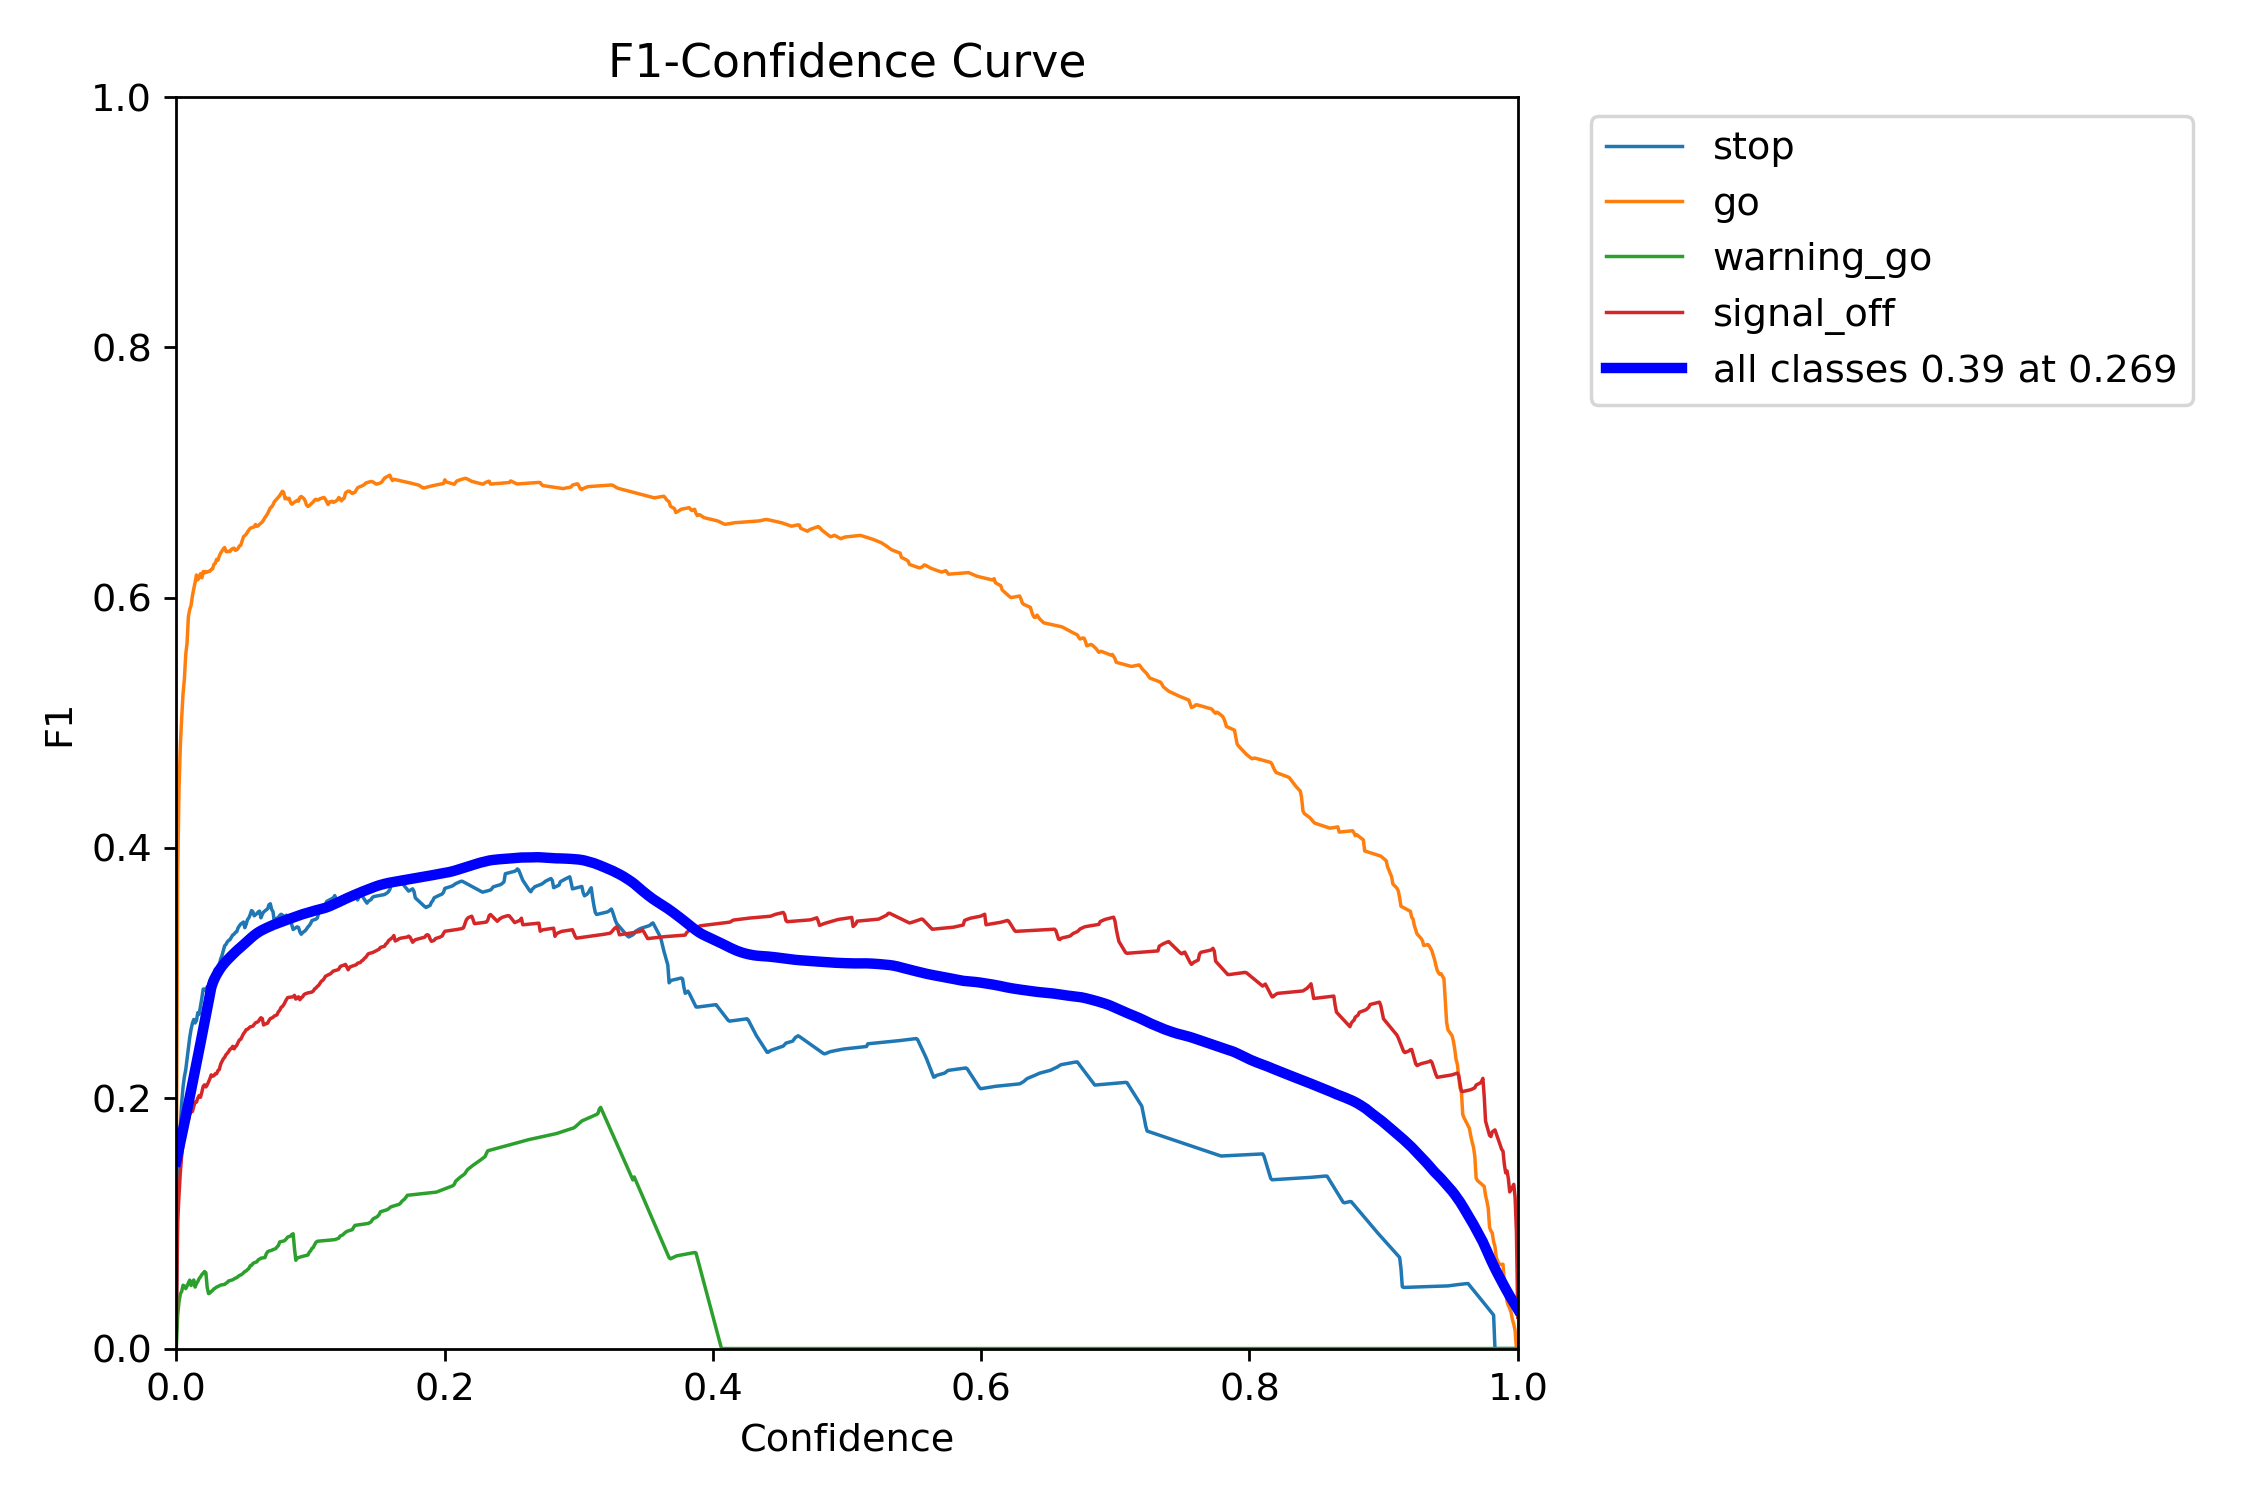 F1-Confidence Curve
1.0
0.8
0.6
0.4
0.2
0.0
F1
0.0 0.2 0.4 0.6 0.8 1.0
Confidence
stop
go
warning_go
signal_off
all classes 0.39 at 0.269